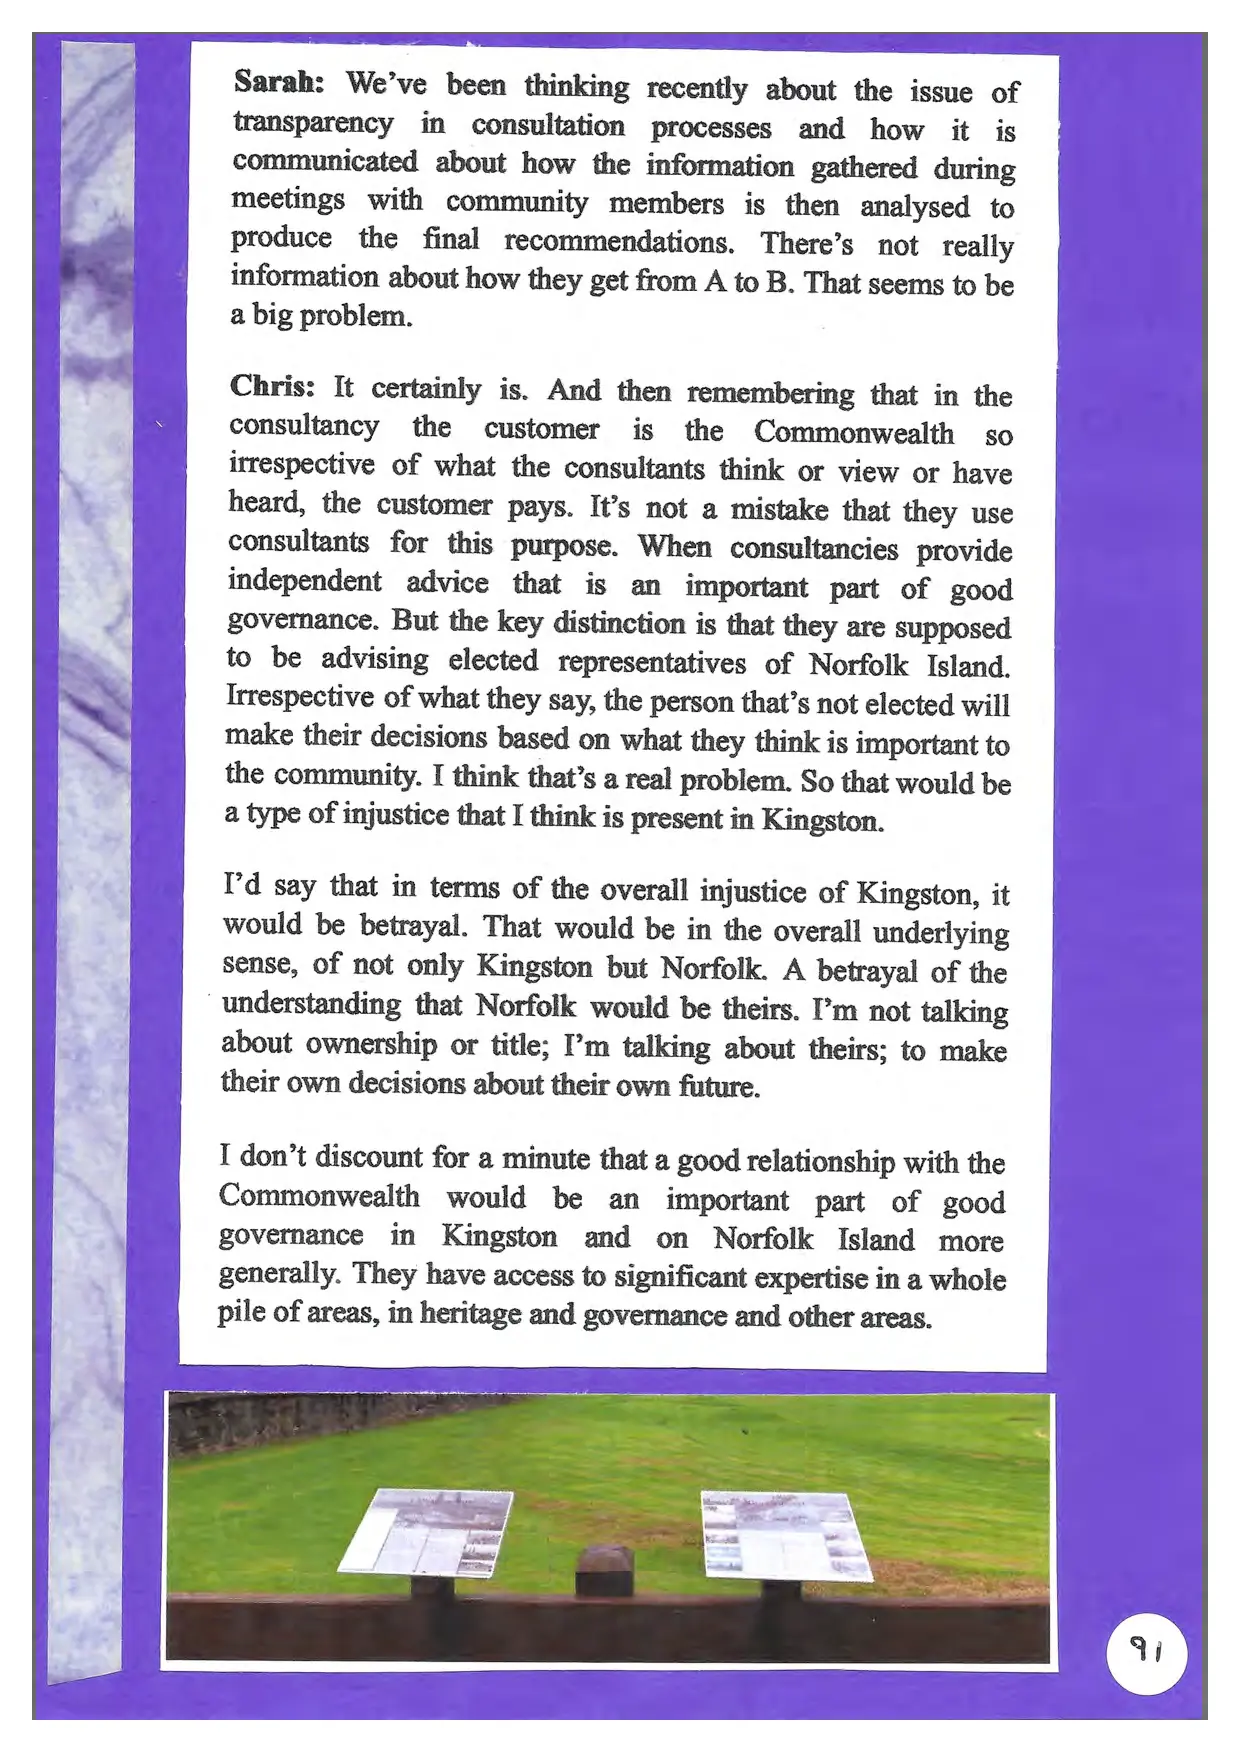 Sarah: We've been thinking recently about the issue of
transparency in consultation processes and how it is
communicated about how the information gathered during
meetings with community members is then analysed to
produce the final recommendations. There's not really
information about how they get from A to B. That seems to be
a big problem.
Chris: It certainly is. And then remembering that in the
consultancy the customer is the Commonwealth so
irrespective of what the consultants think or view or have
heard, the customer pays. It's not a mistake that they use
consultants for this purpose. When consultancies provide
independent advice that is an important part of good
governance. But the key distinction is that they are supposed
to be advising elected representatives of Norfolk Island.
Irrespective of what they say, the person that's not elected will
make their decisions based on what they think is important to
the community. I think that's a real problem. So that would be
a type of injustice that I think is present in Kingston.
I'd say that in terms of the overall injustice of Kingston, it
would be betrayal. That would be in the overall underlying
sense, of not only Kingston but Norfolk. A betrayal of the
understanding that Norfolk would be theirs. I'm not talking
about ownership or title; I'm talking about theirs; to make
their own decisions about their own future.
I don't discount for a minute that a good relationship with the
Commonwealth would be an important part of good
governance in Kingston and on Norfolk Island more
generally. They have access to significant expertise in a whole
pile of areas, in heritage and governance and other areas.
91